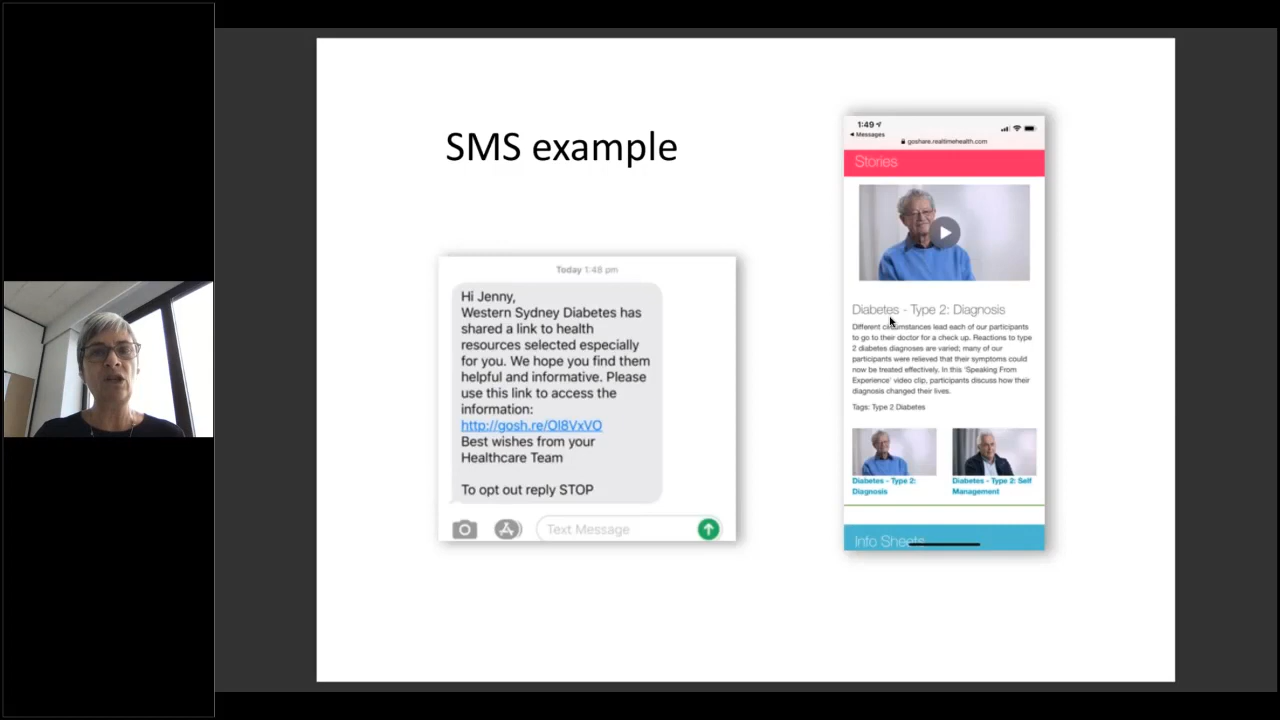 SMS example
Today 1:48 pm
Hi Jenny,
Western Sydney Diabetes has
shared a link to health
resources selected especially
for you. We hope you find them
helpful and informative. Please
use this link to access the
information:
http://gosh.re/OI8VxVO
Best wishes from your
Healthcare Team
To opt out reply STOP
Text Message
1:49
Messages
goshare.realtimehealth.com
Stories
Diabetes - Type 2: Diagnosis
Different circumstances lead each of our participants
to go to their doctor for a check up. Reactions to type
2 diabetes diagnoses are varied; many of our
participants were relieved that their symptoms could
now be treated effectively. In this 'Speaking From
Experience' video clip, participants discuss how their
diagnosis changed their lives.
Tags: Type 2 Diabetes
Diabetes - Type 2:
Diagnosis
Diabetes - Type 2: Self
Management
Info Sheets